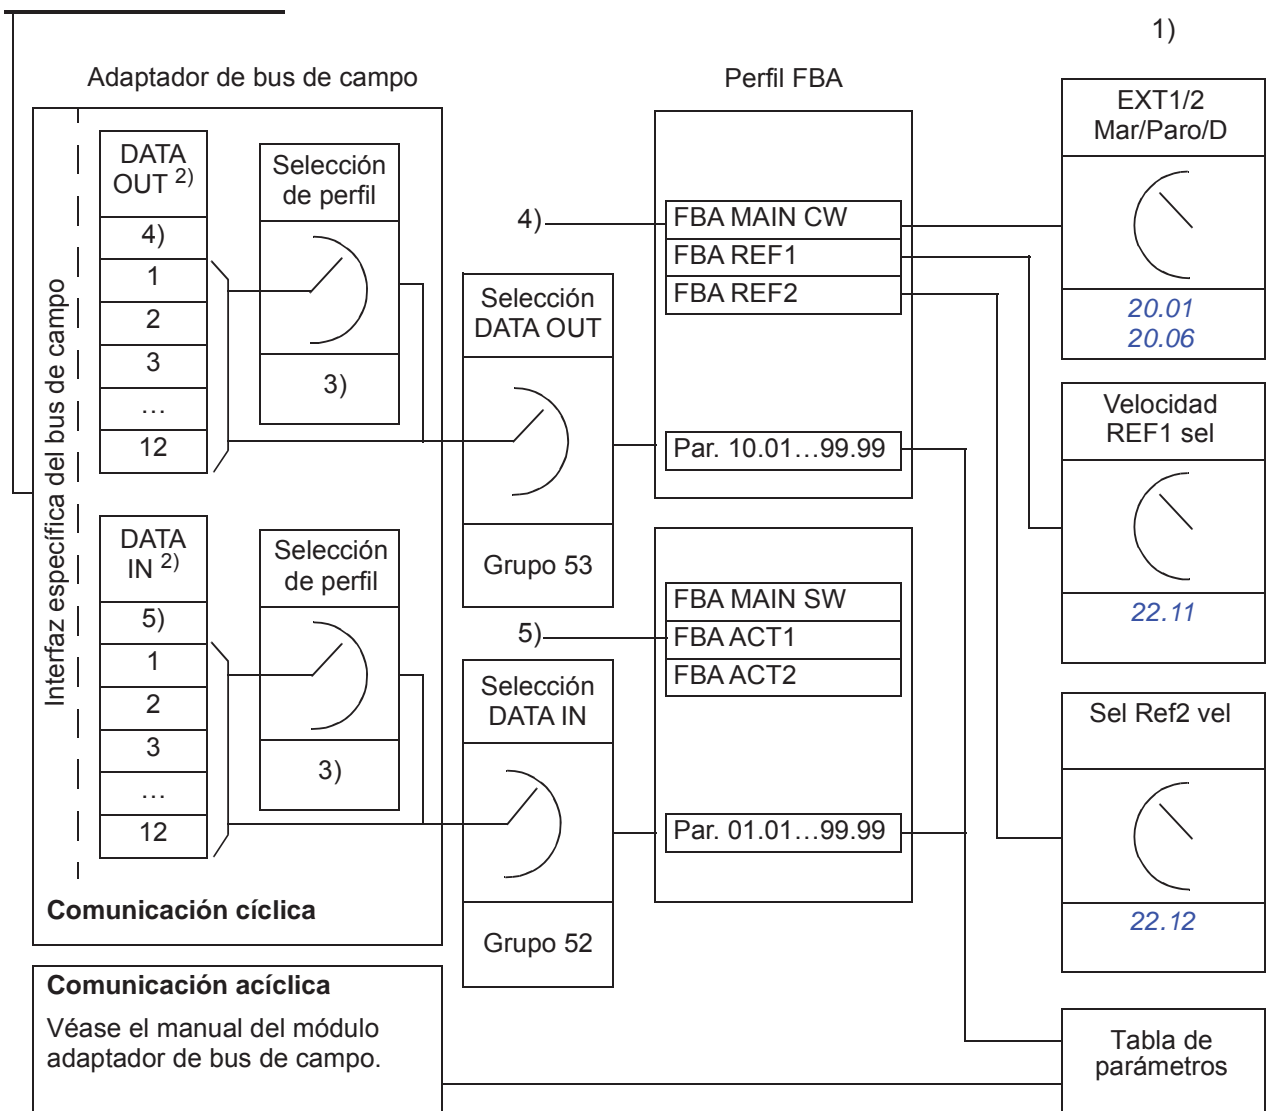 1)
Adaptador de bus de campo
Perfil FBA
Interfaz específica del bus de campo
DATA
OUT 2)
4)
1
2
3
…
12
Selección
de perfil
3)
DATA
IN 2)
5)
1
2
3
…
12
Selección
de perfil
3)
Comunicación cíclica
Selección
DATA OUT
Grupo 53
Selección
DATA IN
Grupo 52
4)
FBA MAIN CW
FBA REF1
FBA REF2
Par. 10.01…99.99
5)
FBA MAIN SW
FBA ACT1
FBA ACT2
Par. 01.01…99.99
EXT1/2
Mar/Paro/D
20.01
20.06
Velocidad
REF1 sel
22.11
Sel Ref2 vel
22.12
Comunicación acíclica
Véase el manual del módulo
adaptador de bus de campo.
Tabla de
parámetros